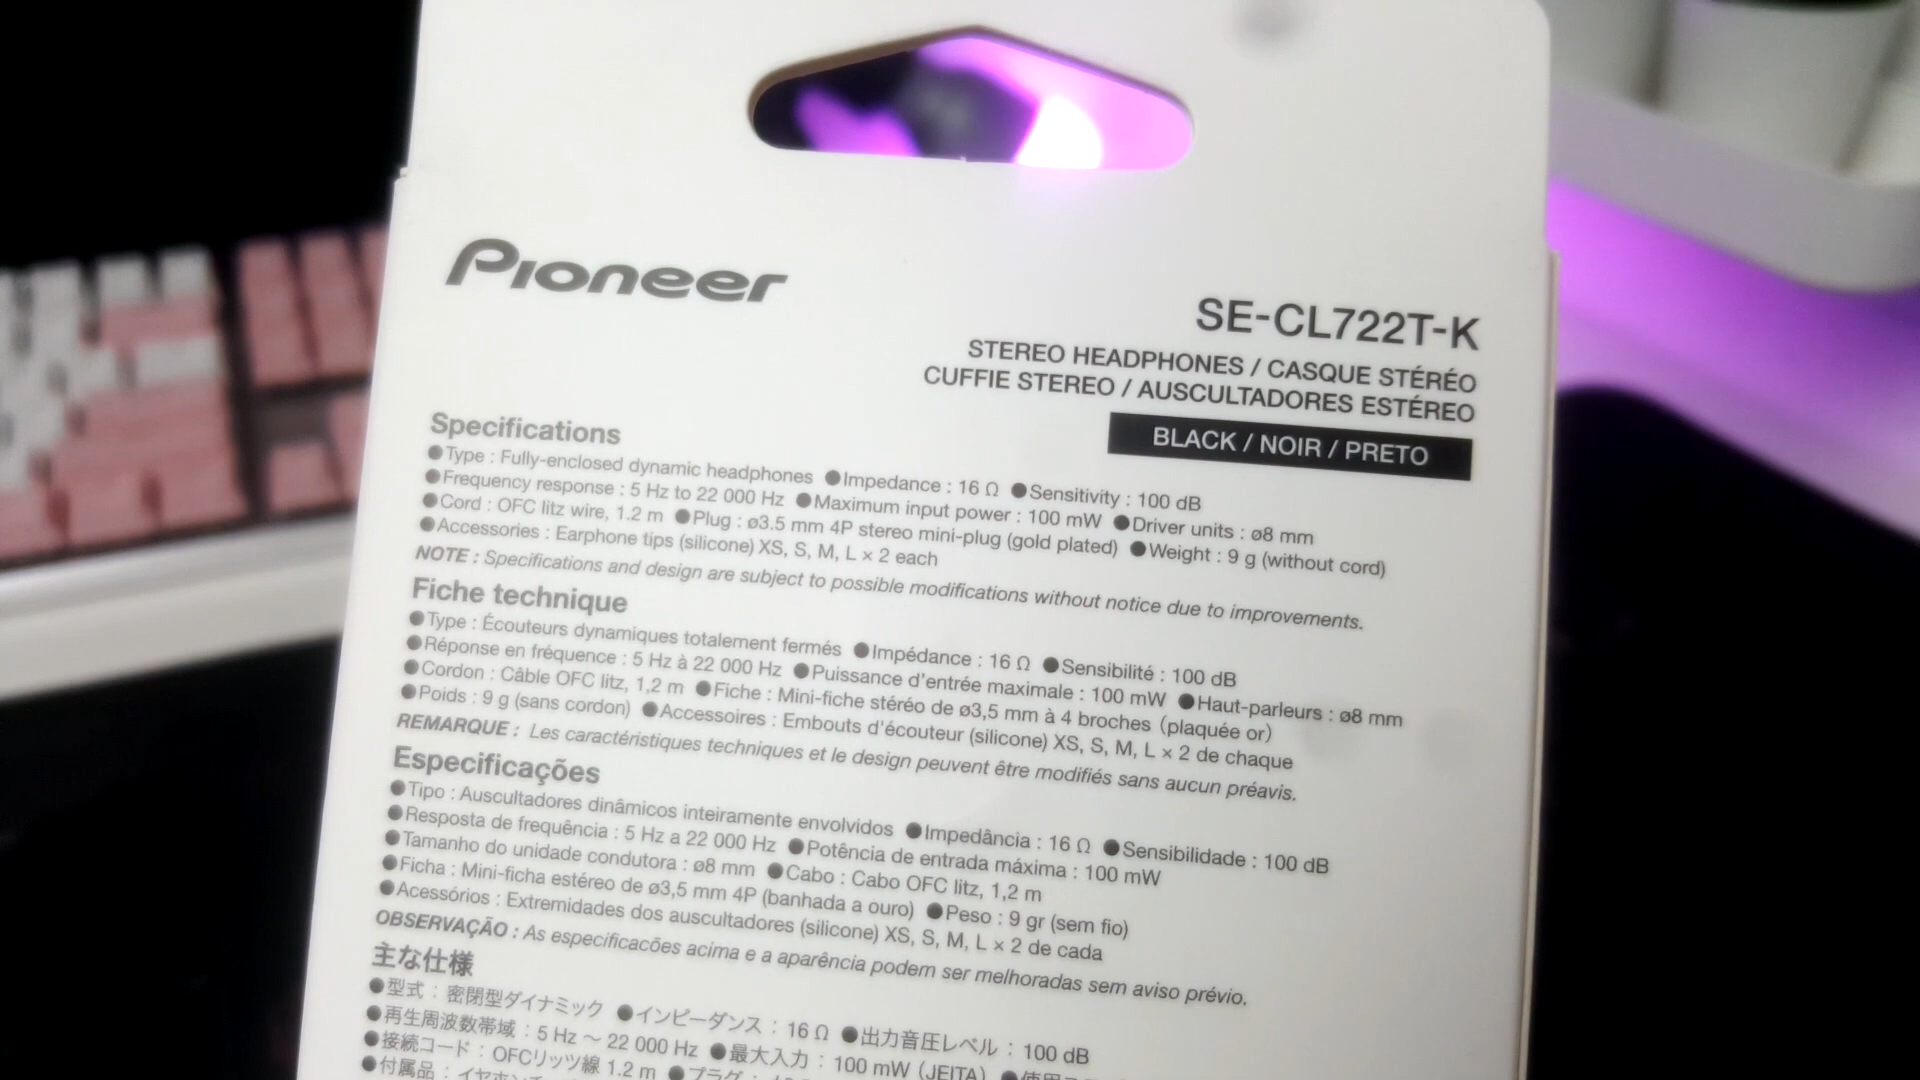 Pioneer
SE-CL722T-K
STEREO HEADPHONES / CASQUE STÉRÉO
CUFFIE STEREO / AUSCULTADORES ESTÉREO
BLACK / NOIR / PRETO
Specifications
●Type : Fully-enclosed dynamic headphones ●Impedance : 16 Ω ●Sensitivity : 100 dB
●Frequency response : 5 Hz to 22 000 Hz ●Maximum input power : 100 mW ●Driver units : ø8 mm
●Cord : OFC litz wire, 1.2 m ●Plug : ø3.5 mm 4P stereo mini-plug (gold plated) ●Weight : 9 g (without cord)
●Accessories : Earphone tips (silicone) XS, S, M, L × 2 each
NOTE : Specifications and design are subject to possible modifications without notice due to improvements.
Fiche technique
●Type : Écouteurs dynamiques totalement fermés ●Impédance : 16 Ω ●Sensibilité : 100 dB
●Réponse en fréquence : 5 Hz à 22 000 Hz ●Puissance d'entrée maximale : 100 mW ●Haut-parleurs : ø8 mm
●Cordon : Câble OFC litz, 1,2 m ●Fiche : Mini-fiche stéréo de ø3,5 mm à 4 broches (plaquée or)
●Poids : 9 g (sans cordon) ●Accessoires : Embouts d'écouteur (silicone) XS, S, M, L × 2 de chaque
REMARQUE : Les caractéristiques techniques et le design peuvent être modifiés sans aucun préavis.
Especificações
●Tipo : Auscultadores dinâmicos inteiramente envolvidos ●Impedância : 16 Ω ●Sensibilidade : 100 dB
●Resposta de frequência : 5 Hz a 22 000 Hz ●Potência de entrada máxima : 100 mW
●Tamanho do unidade condutora : ø8 mm ●Cabo : Cabo OFC litz, 1,2 m
●Ficha : Mini-ficha estéreo de ø3,5 mm 4P (banhada a ouro) ●Peso : 9 gr (sem fio)
●Acessórios : Extremidades dos auscultadores (silicone) XS, S, M, L × 2 de cada
OBSERVAÇÃO : As especificacões acima e a aparência podem ser melhoradas sem aviso prévio.
主な仕様
●型式 : 密閉型ダイナミック ●インピーダンス : 16 Ω ●出力音圧レベル : 100 dB
●再生周波数帯域 : 5 Hz ～ 22 000 Hz ●最大入力 : 100 mW (JEITA)
●接続コード : OFCリッツ線 1.2 m ●プラグ :
●付属品 :